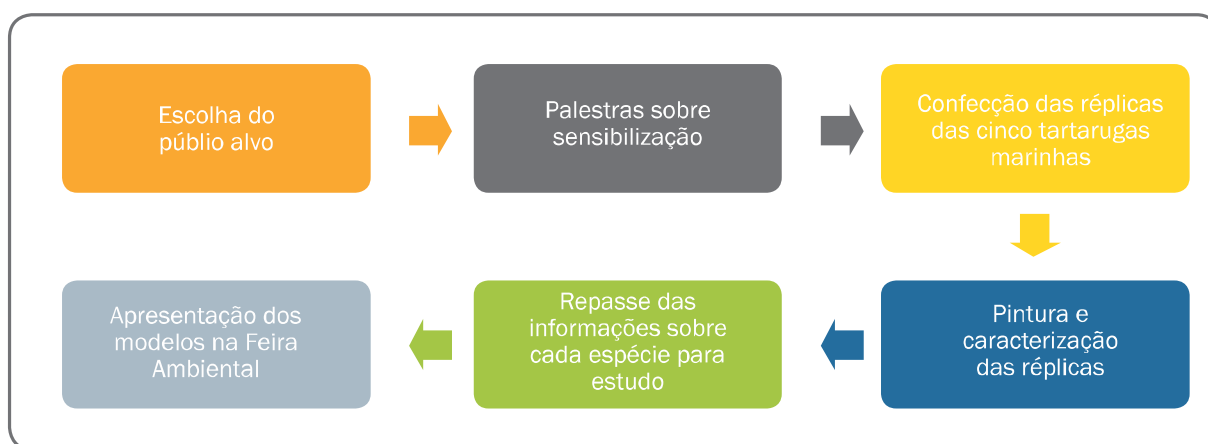 Escolha do
públio alvo
Palestras sobre
sensibilização
Confecção das réplicas
das cinco tartarugas
marinhas
Pintura e
caracterização
das réplicas
Repasse das
informações sobre
cada espécie para
estudo
Apresentação dos
modelos na Feira
Ambiental